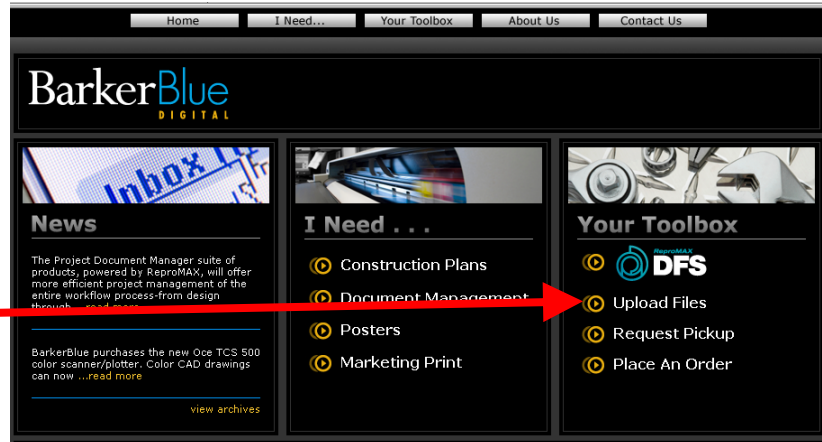 Home I Need... Your Toolbox About Us Contact Us
BarkerBlue
DIGITAL
Inbox
News
The Project Document Manager suite of
products, powered by ReproMAX, will offer
more efficient project management of the
entire workflow process-from design
through ...read more
BarkerBlue purchases the new Oce TCS 500
color scanner/plotter. Color CAD drawings
can now ...read more
view archives
I Need . . .
Construction Plans
Document Management
Posters
Marketing Print
Your Toolbox
ReproMAX
DFS
Upload Files
Request Pickup
Place An Order